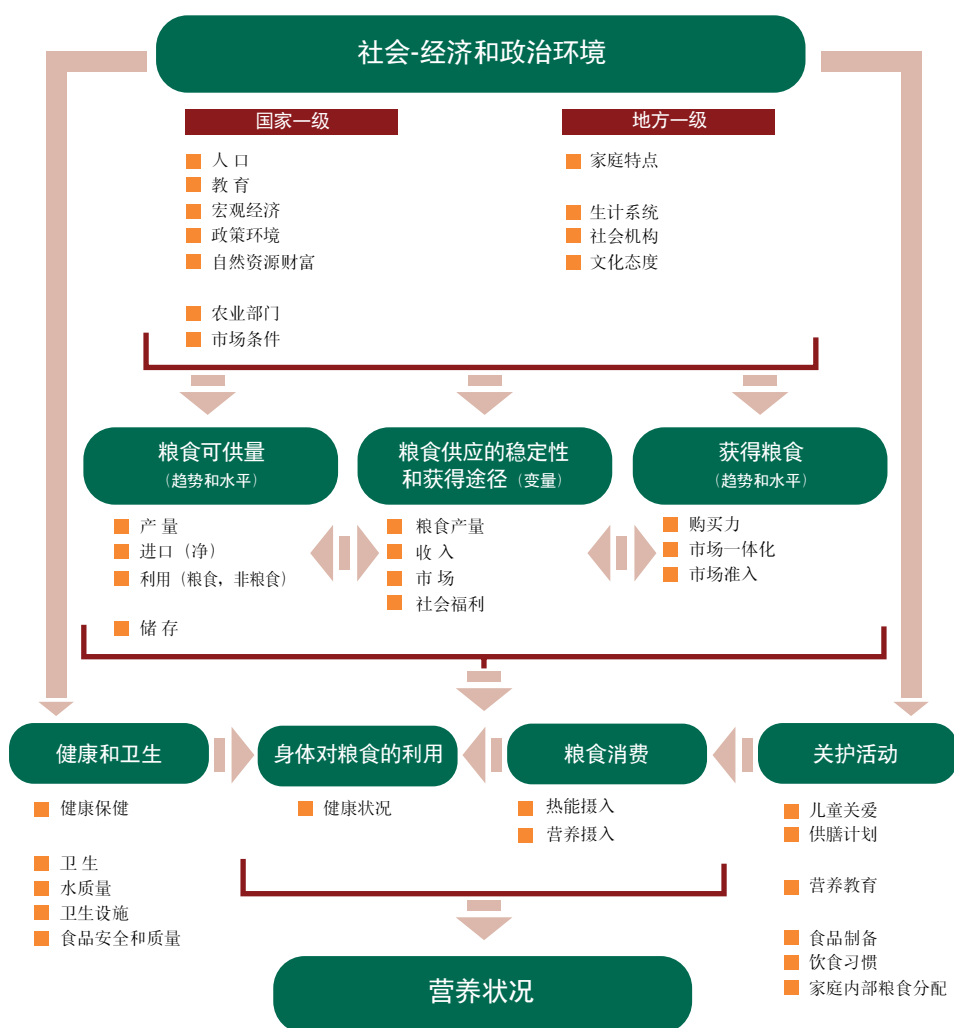 社会-经济和政治环境
国家一级
人 口
教 育
宏观经济
政策环境
自然资源财富
农业部门
市场条件
地方一级
家庭特点
生计系统
社会机构
文化态度
粮食可供量
(趋势和水平)
产 量
进口（净）
利用（粮食，非粮食）
储 存
粮食供应的稳定性
和获得途径（变量）
粮食产量
收 入
市 场
社会福利
获得粮食
(趋势和水平)
购买力
市场一体化
市场准入
健康和卫生
健康保健
卫 生
水质量
卫生设施
食品安全和质量
身体对粮食的利用
健康状况
粮食消费
热能摄入
营养摄入
关护活动
儿童关爱
供膳计划
营养教育
食品制备
饮食习惯
家庭内部粮食分配
营养状况